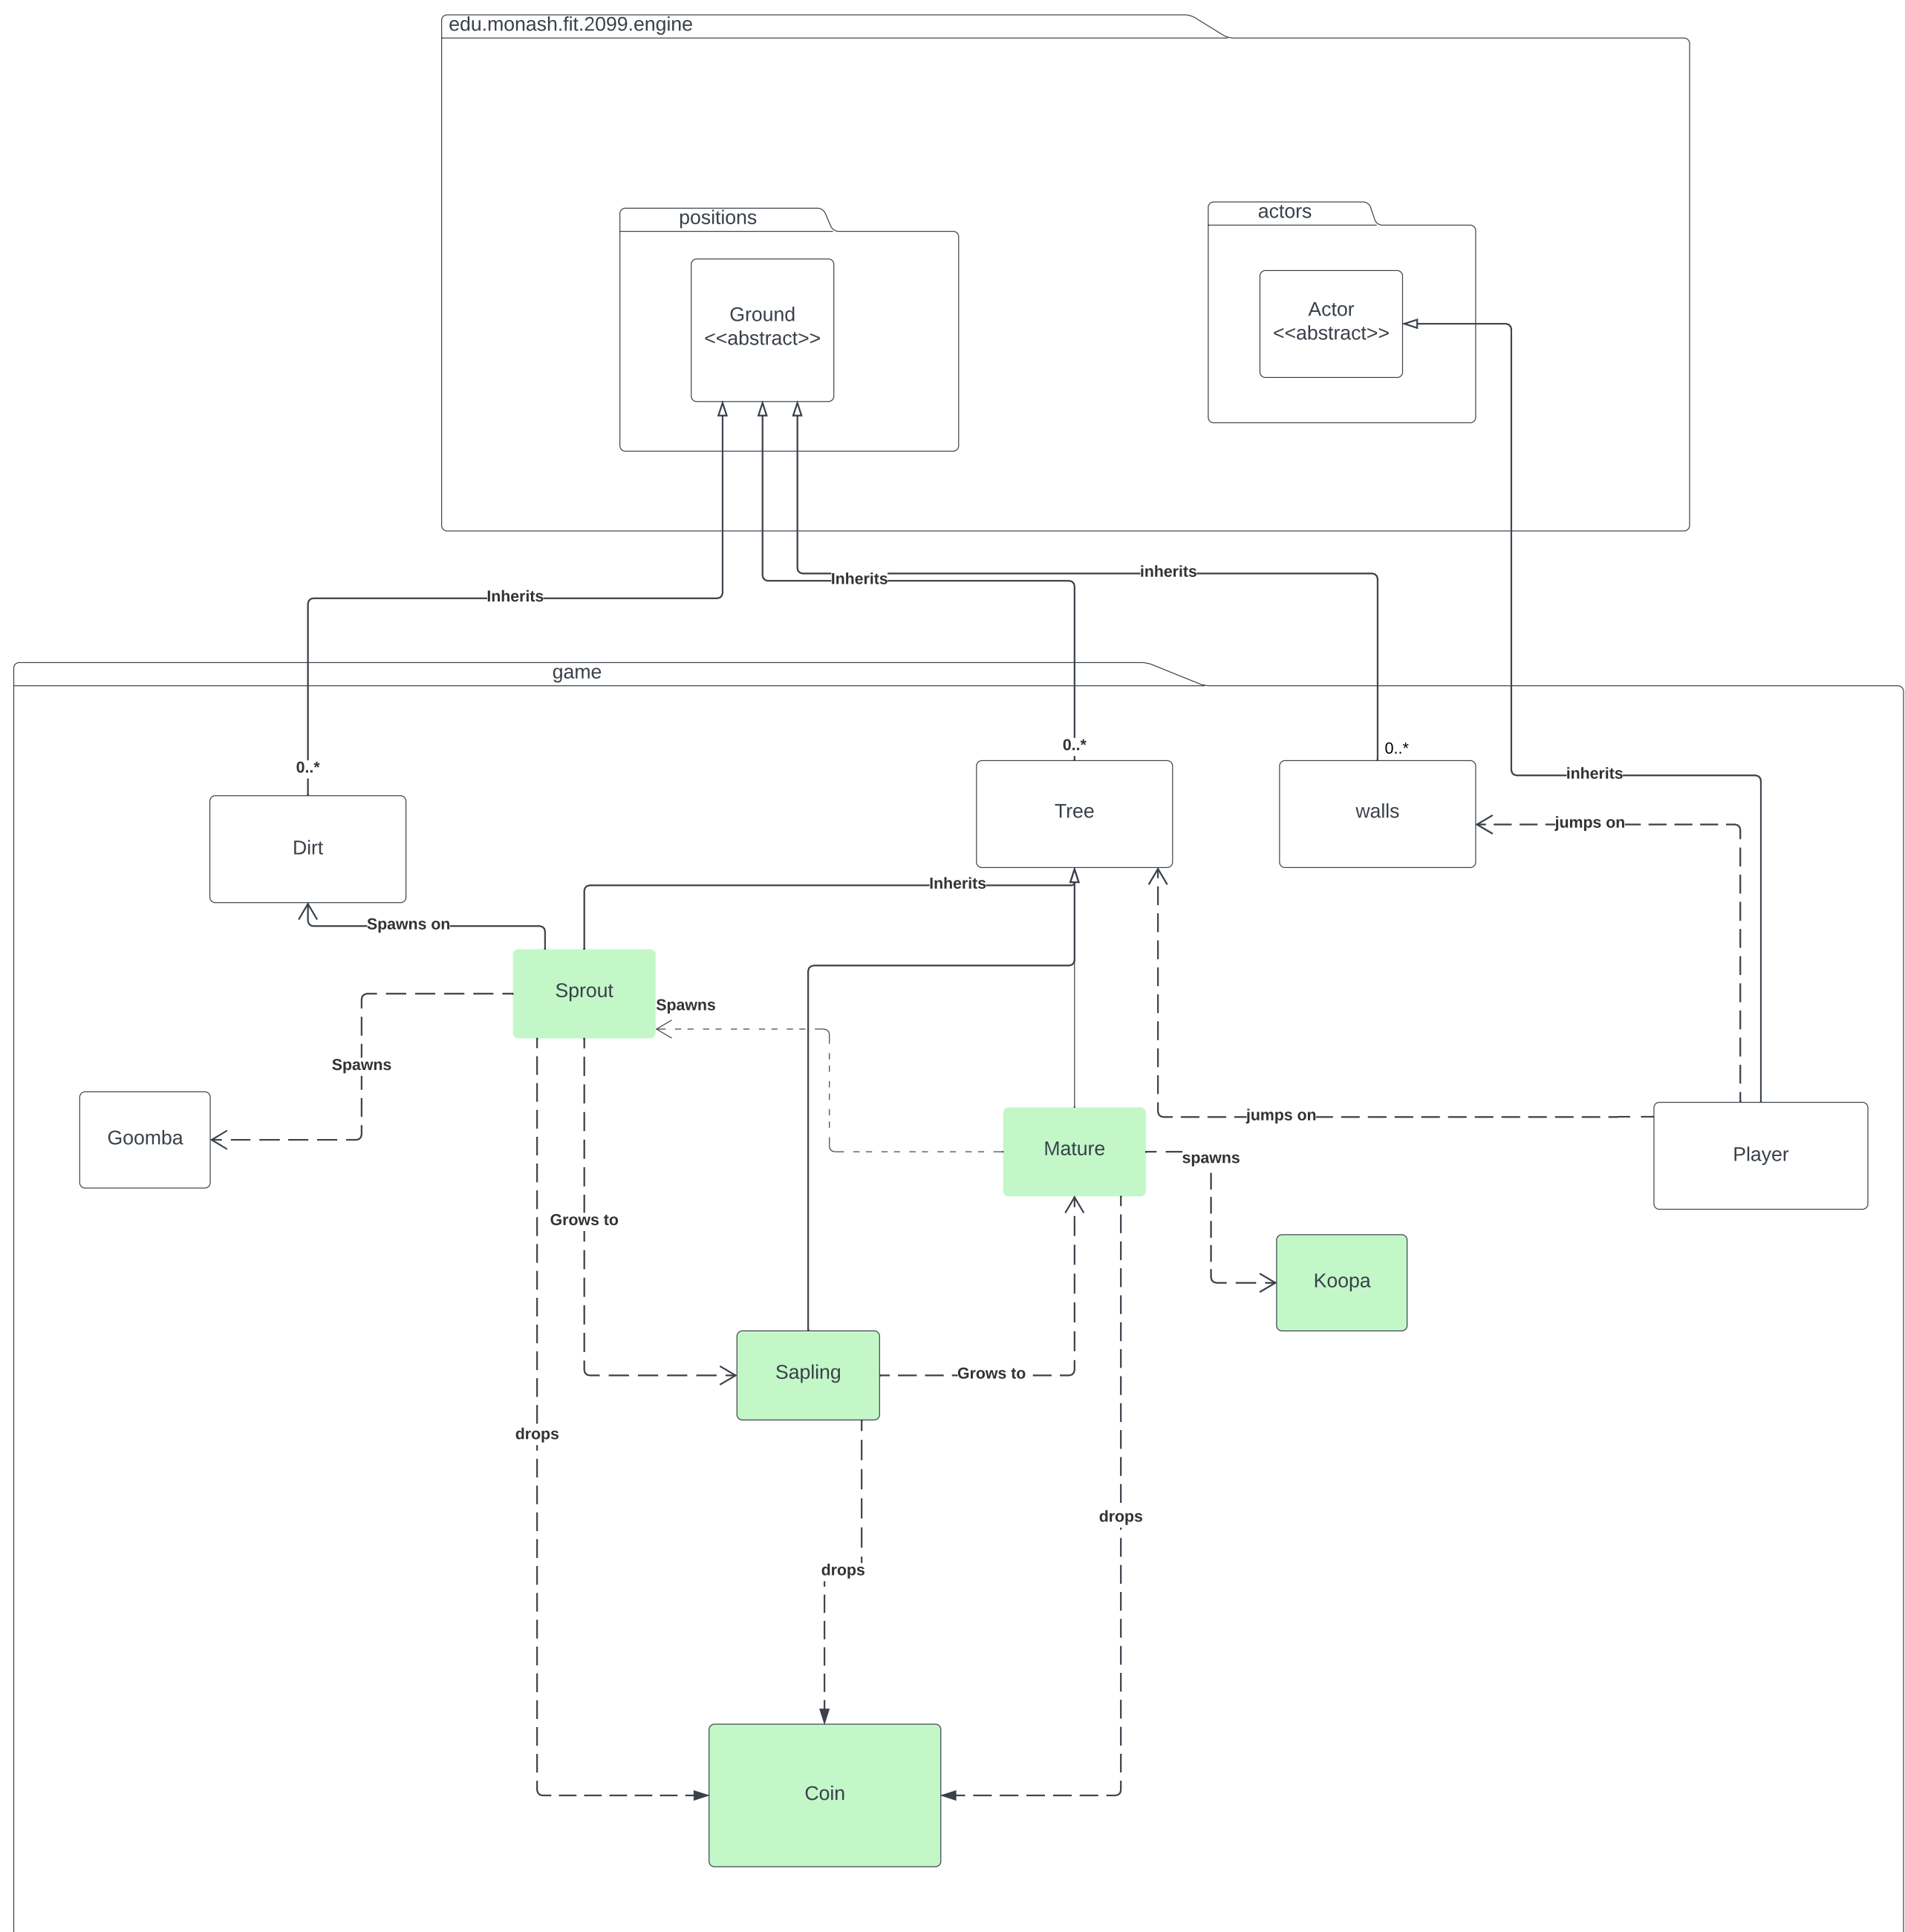 edu.monash.fit.2099.engine
positions
actors
Ground
<<abstract>>
Actor
<<abstract>>
inherits
Inherits
Inherits
game
0..*
0..*
0..*
inherits
Tree
walls
jumps on
Dirt
Inherits
Spawns on
Sprout
Spawns
Spawns
jumps on
Goomba
Mature
spawns
Player
Grows to
Koopa
Sapling
Grows to
drops
drops
drops
Coin